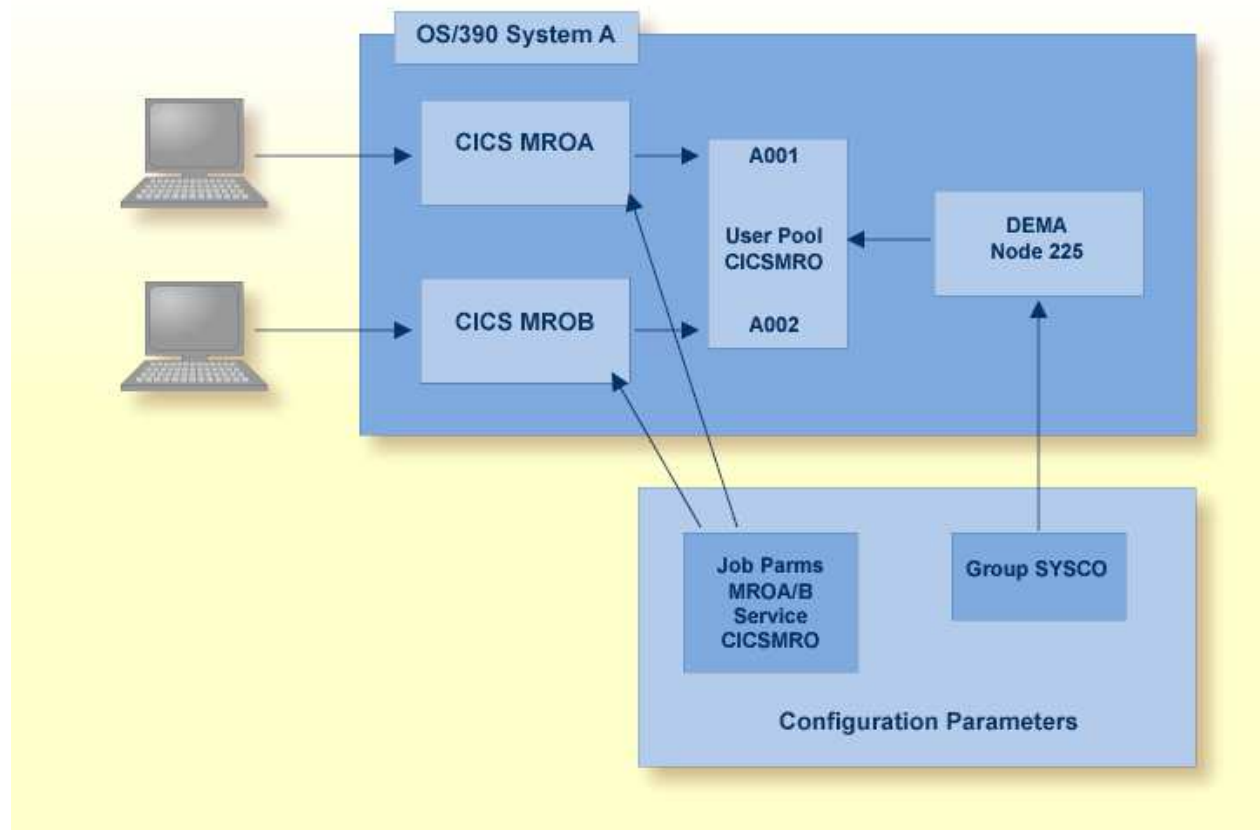 OS/390 System A
CICS MROA
A001
User Pool
CICSMRO
DEMA
Node 225
CICS MROB
A002
Job Parms
MROA/B
Service
CICSMRO
Group SYSCO
Configuration Parameters